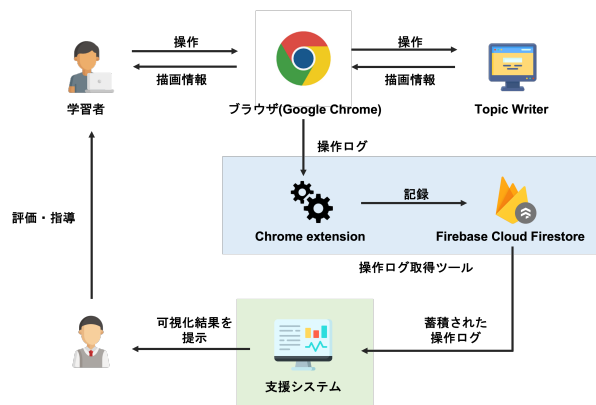 操作
操作
描画情報
描画情報
学習者
ブラウザ(Google Chrome)
Topic Writer
操作ログ
記録
Chrome extension
Firebase Cloud Firestore
評価・指導
操作ログ取得ツール
可視化結果を
提示
蓄積された
操作ログ
支援システム